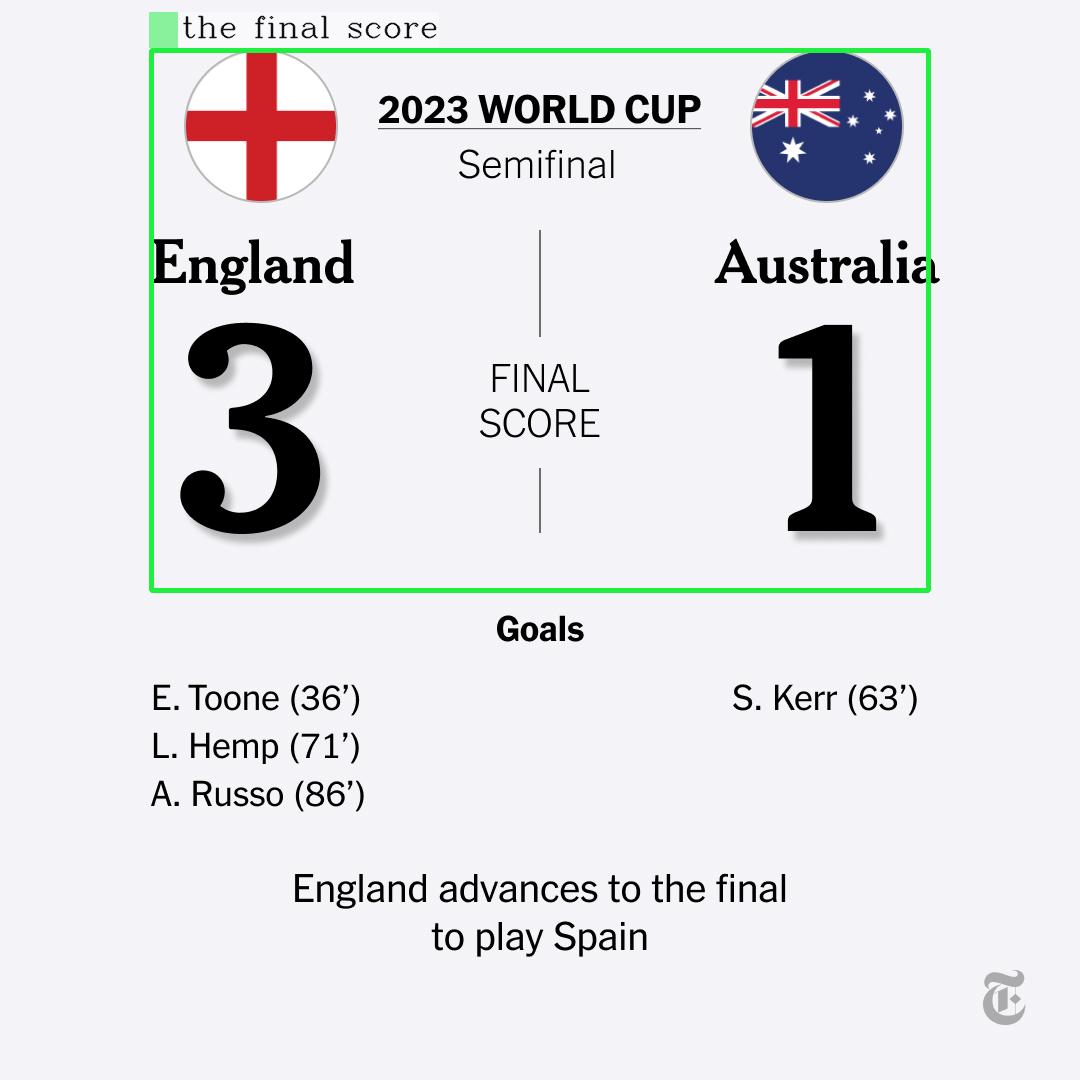 the final score
2023 WORLD CUP
Semifinal
England
Australia
3
FINAL
SCORE
1
Goals
E. Toone (36’)
S. Kerr (63’)
L. Hemp (71’)
A. Russo (86’)
England advances to the final
to play Spain
T